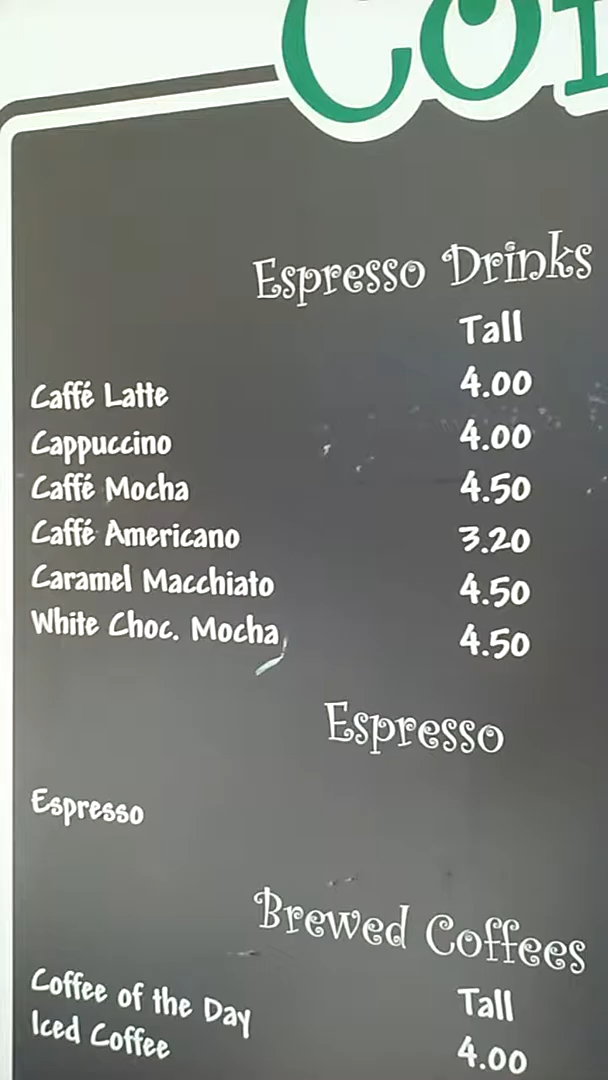 Espresso Drinks
Tall
Caffé Latte 4.00
Cappuccino 4.00
Caffé Mocha 4.50
Caffé Americano 3.20
Caramel Macchiato 4.50
White Choc. Mocha 4.50
Espresso
Espresso
Brewed Coffees
Tall
Coffee of the Day 4.00
Iced Coffee